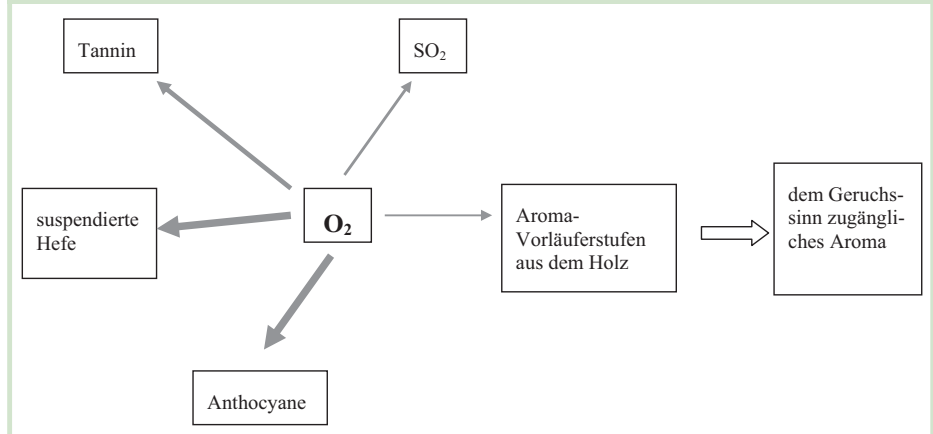 Tannin
SO₂
suspendierte
Hefe
O₂
Aroma-
Vorläuferstufen
aus dem Holz
dem Geruchs-
sinn zugängli-
ches Aroma
Anthocyane